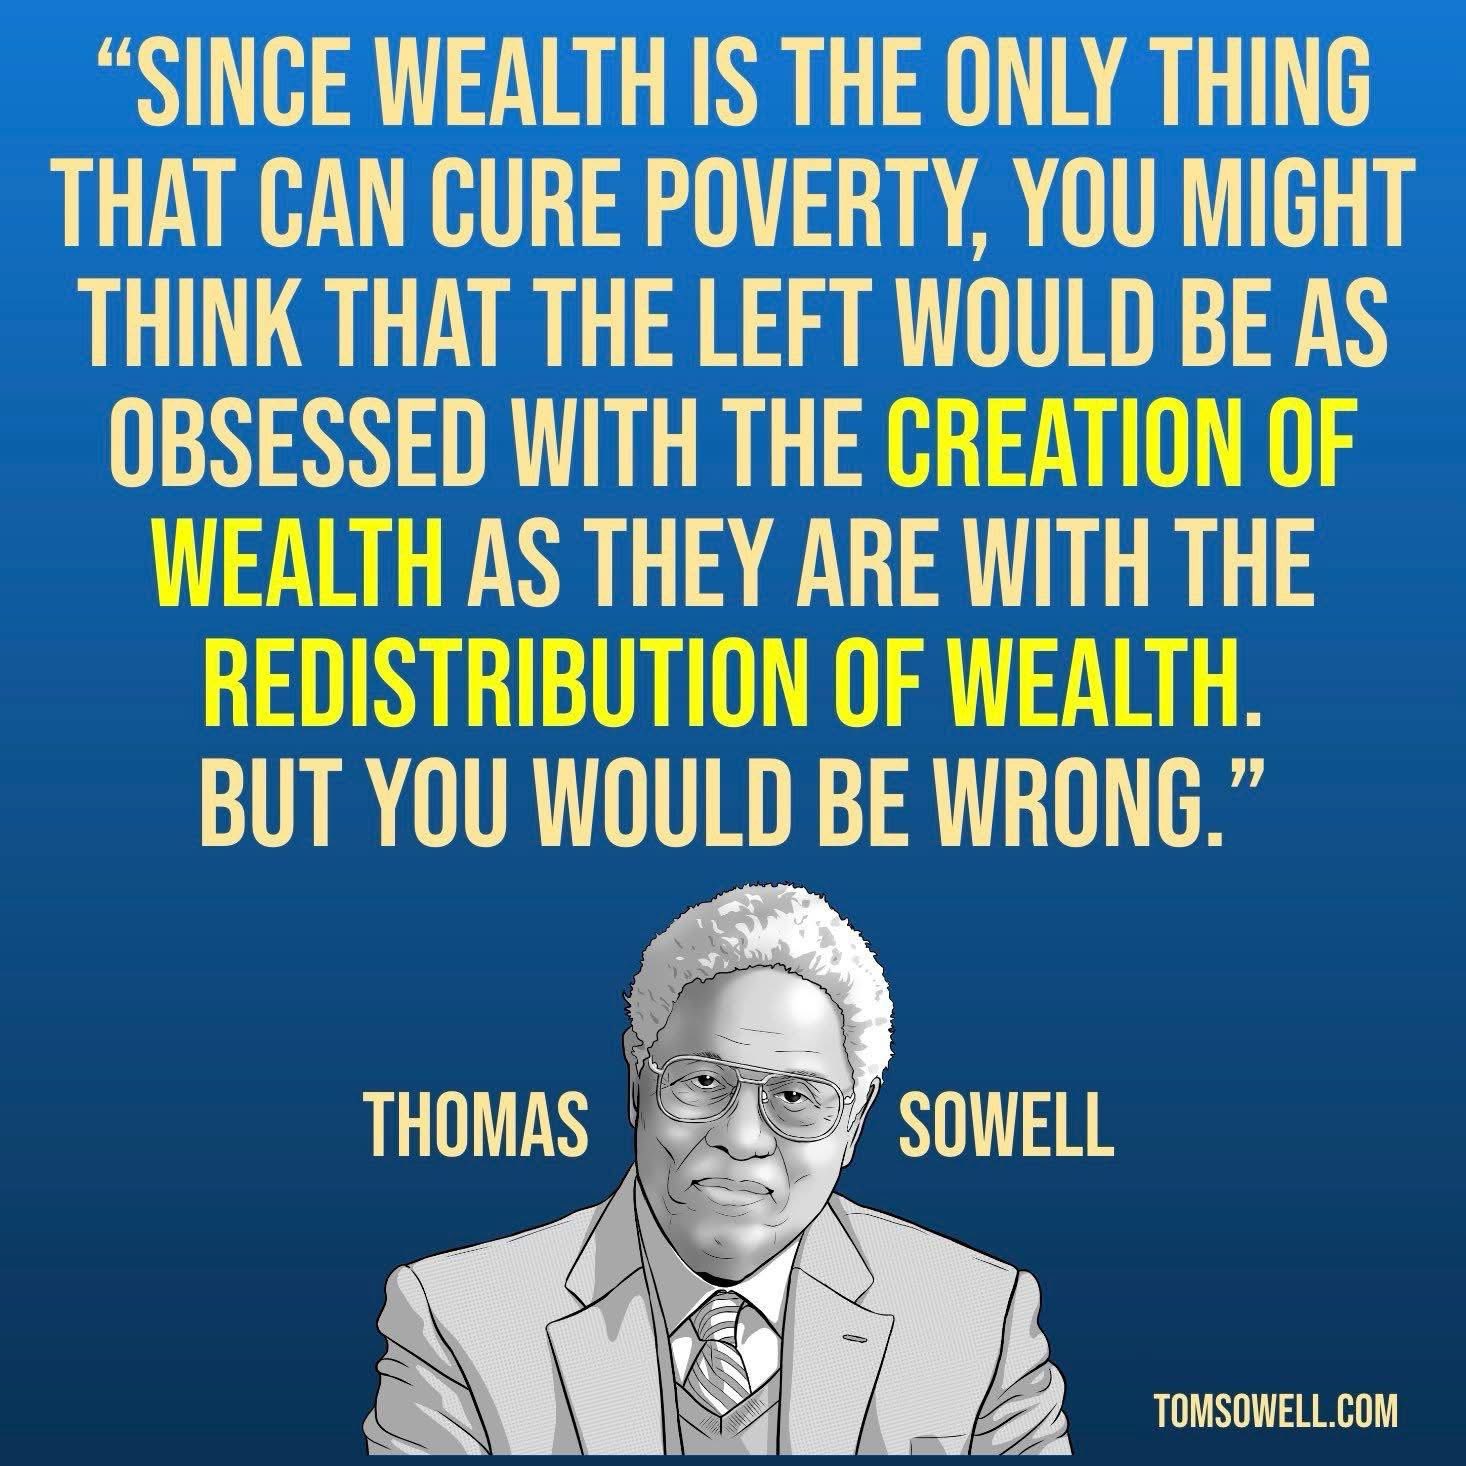 “SINCE WEALTH IS THE ONLY THING
THAT CAN CURE POVERTY, YOU MIGHT
THINK THAT THE LEFT WOULD BE AS
OBSESSED WITH THE CREATION OF
WEALTH AS THEY ARE WITH THE
REDISTRIBUTION OF WEALTH.
BUT YOU WOULD BE WRONG.”
THOMAS SOWELL
TOMSOWELL.COM